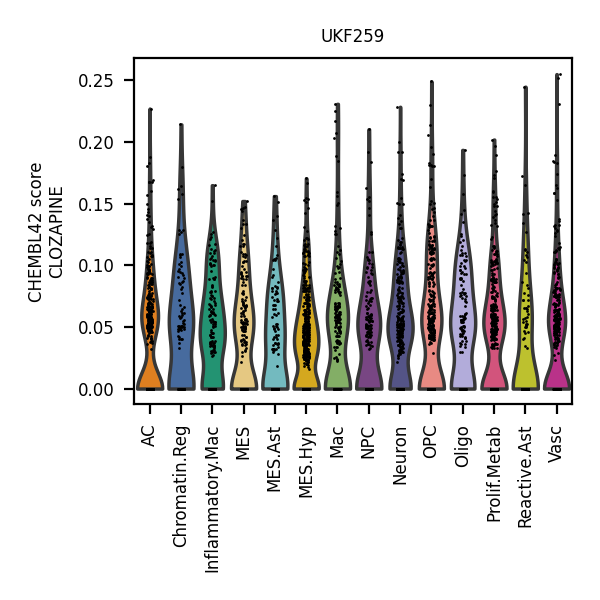 UKF259
CHEMBL42 score
CLOZAPINE
0.25
0.20
0.15
0.10
0.05
0.00
AC
Chromatin.Reg
Inflammatory.Mac
MES
MES.Ast
MES.Hyp
Mac
NPC
Neuron
OPC
Oligo
Prolif.Metab
Reactive.Ast
Vasc